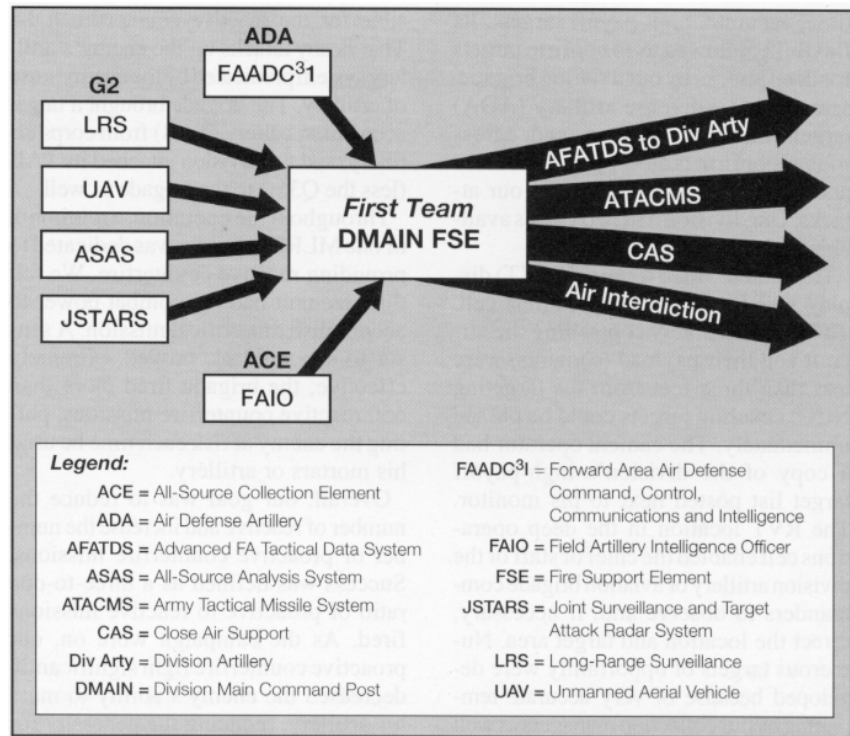 ADA
FAADC³I
G2
LRS
UAV
ASAS
JSTARS
First Team
DMAIN FSE
ACE
FAIO
AFATDS to Div Arty
ATACMS
CAS
Air Interdiction
Legend:
ACE = All-Source Collection Element
ADA = Air Defense Artillery
AFATDS = Advanced FA Tactical Data System
ASAS = All-Source Analysis System
ATACMS = Army Tactical Missile System
CAS = Close Air Support
Div Arty = Division Artillery
DMAIN = Division Main Command Post
FAADC³I = Forward Area Air Defense
Command, Control,
Communications and Intelligence
FAIO = Field Artillery Intelligence Officer
FSE = Fire Support Element
JSTARS = Joint Surveillance and Target
Attack Radar System
LRS = Long-Range Surveillance
UAV = Unmanned Aerial Vehicle